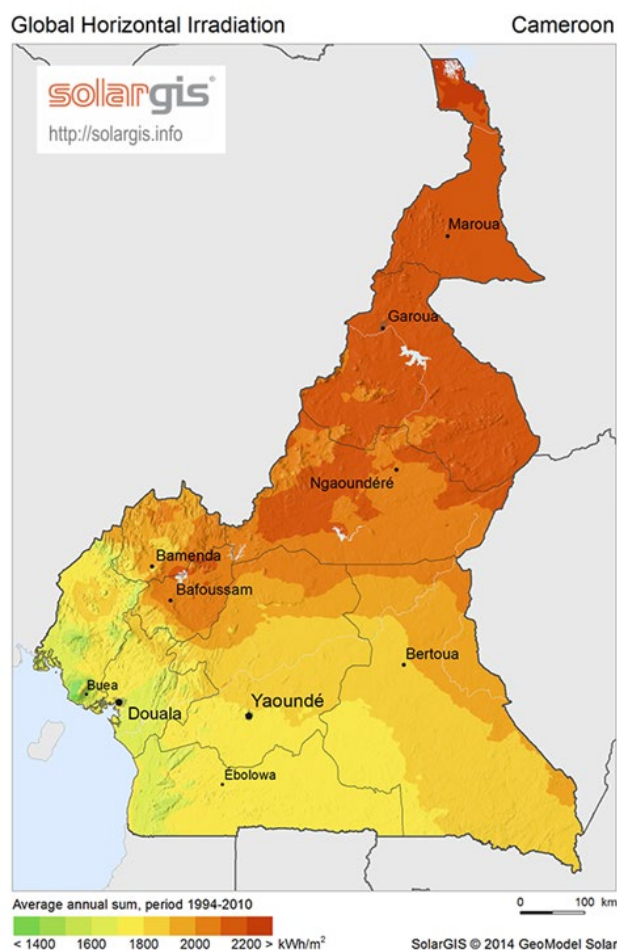 Global Horizontal Irradiation Cameroon
solargis®
http://solargis.info
Maroua
Garoua
Ngaoundéré
Bamenda
Bafoussam
Bertoua
Buea
Douala
Yaoundé
Ébolowa
Average annual sum, period 1994-2010
0 100 km
< 1400 1600 1800 2000 2200 > kWh/m²
SolarGIS © 2014 GeoModel Solar